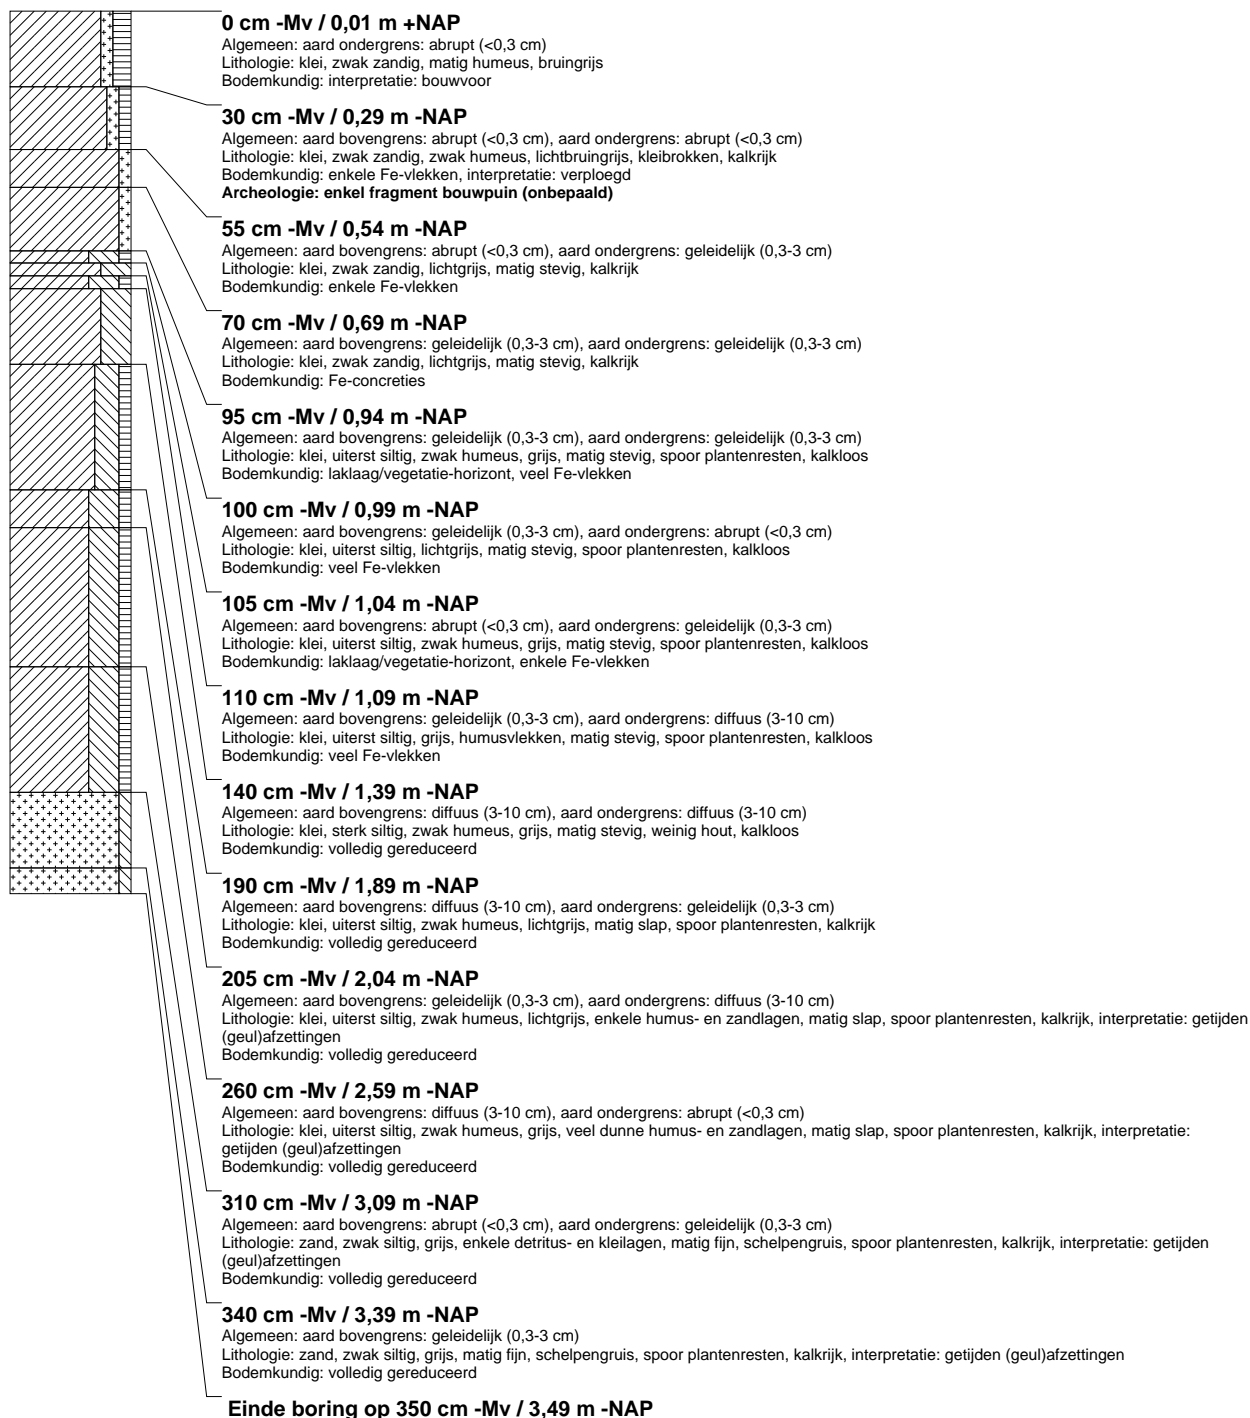 0 cm -Mv / 0,01 m +NAP
Algemeen: aard ondergrens: abrupt (<0,3 cm)
Lithologie: klei, zwak zandig, matig humeus, bruingrijs
Bodemkundig: interpretatie: bouwvoor
30 cm -Mv / 0,29 m -NAP
Algemeen: aard bovengrens: abrupt (<0,3 cm), aard ondergrens: abrupt (<0,3 cm)
Lithologie: klei, zwak zandig, zwak humeus, lichtbruingrijs, kleibrokken, kalkrijk
Bodemkundig: enkele Fe-vlekken, interpretatie: verploegd
Archeologie: enkel fragment bouwpuin (onbepaald)
55 cm -Mv / 0,54 m -NAP
Algemeen: aard bovengrens: abrupt (<0,3 cm), aard ondergrens: geleidelijk (0,3-3 cm)
Lithologie: klei, zwak zandig, lichtgrijs, matig stevig, kalkrijk
Bodemkundig: enkele Fe-vlekken
70 cm -Mv / 0,69 m -NAP
Algemeen: aard bovengrens: geleidelijk (0,3-3 cm), aard ondergrens: geleidelijk (0,3-3 cm)
Lithologie: klei, zwak zandig, lichtgrijs, matig stevig, kalkrijk
Bodemkundig: Fe-concreties
95 cm -Mv / 0,94 m -NAP
Algemeen: aard bovengrens: geleidelijk (0,3-3 cm), aard ondergrens: geleidelijk (0,3-3 cm)
Lithologie: klei, uiterst siltig, zwak humeus, grijs, matig stevig, spoor plantenresten, kalkloos
Bodemkundig: laklaag/vegetatie-horizont, veel Fe-vlekken
100 cm -Mv / 0,99 m -NAP
Algemeen: aard bovengrens: geleidelijk (0,3-3 cm), aard ondergrens: abrupt (<0,3 cm)
Lithologie: klei, uiterst siltig, lichtgrijs, matig stevig, spoor plantenresten, kalkloos
Bodemkundig: veel Fe-vlekken
105 cm -Mv / 1,04 m -NAP
Algemeen: aard bovengrens: abrupt (<0,3 cm), aard ondergrens: geleidelijk (0,3-3 cm)
Lithologie: klei, uiterst siltig, zwak humeus, grijs, matig stevig, spoor plantenresten, kalkloos
Bodemkundig: laklaag/vegetatie-horizont, enkele Fe-vlekken
110 cm -Mv / 1,09 m -NAP
Algemeen: aard bovengrens: geleidelijk (0,3-3 cm), aard ondergrens: diffuus (3-10 cm)
Lithologie: klei, uiterst siltig, grijs, humusvlekken, matig stevig, spoor plantenresten, kalkloos
Bodemkundig: veel Fe-vlekken
140 cm -Mv / 1,39 m -NAP
Algemeen: aard bovengrens: diffuus (3-10 cm), aard ondergrens: diffuus (3-10 cm)
Lithologie: klei, sterk siltig, zwak humeus, grijs, matig stevig, weinig hout, kalkloos
Bodemkundig: volledig gereduceerd
190 cm -Mv / 1,89 m -NAP
Algemeen: aard bovengrens: diffuus (3-10 cm), aard ondergrens: geleidelijk (0,3-3 cm)
Lithologie: klei, uiterst siltig, zwak humeus, lichtgrijs, matig slap, spoor plantenresten, kalkrijk
Bodemkundig: volledig gereduceerd
205 cm -Mv / 2,04 m -NAP
Algemeen: aard bovengrens: geleidelijk (0,3-3 cm), aard ondergrens: diffuus (3-10 cm)
Lithologie: klei, uiterst siltig, zwak humeus, lichtgrijs, enkele humus- en zandlagen, matig slap, spoor plantenresten, kalkrijk, interpretatie: getijden
(geul)afzettingen
Bodemkundig: volledig gereduceerd
260 cm -Mv / 2,59 m -NAP
Algemeen: aard bovengrens: diffuus (3-10 cm), aard ondergrens: abrupt (<0,3 cm)
Lithologie: klei, uiterst siltig, zwak humeus, grijs, veel dunne humus- en zandlagen, matig slap, spoor plantenresten, kalkrijk, interpretatie:
getijden (geul)afzettingen
Bodemkundig: volledig gereduceerd
310 cm -Mv / 3,09 m -NAP
Algemeen: aard bovengrens: abrupt (<0,3 cm), aard ondergrens: geleidelijk (0,3-3 cm)
Lithologie: zand, zwak siltig, grijs, enkele detritus- en kleilagen, matig fijn, schelpengruis, spoor plantenresten, kalkrijk, interpretatie: getijden
(geul)afzettingen
Bodemkundig: volledig gereduceerd
340 cm -Mv / 3,39 m -NAP
Algemeen: aard bovengrens: geleidelijk (0,3-3 cm)
Lithologie: zand, zwak siltig, grijs, matig fijn, schelpengruis, spoor plantenresten, kalkrijk, interpretatie: getijden (geul)afzettingen
Bodemkundig: volledig gereduceerd
Einde boring op 350 cm -Mv / 3,49 m -NAP